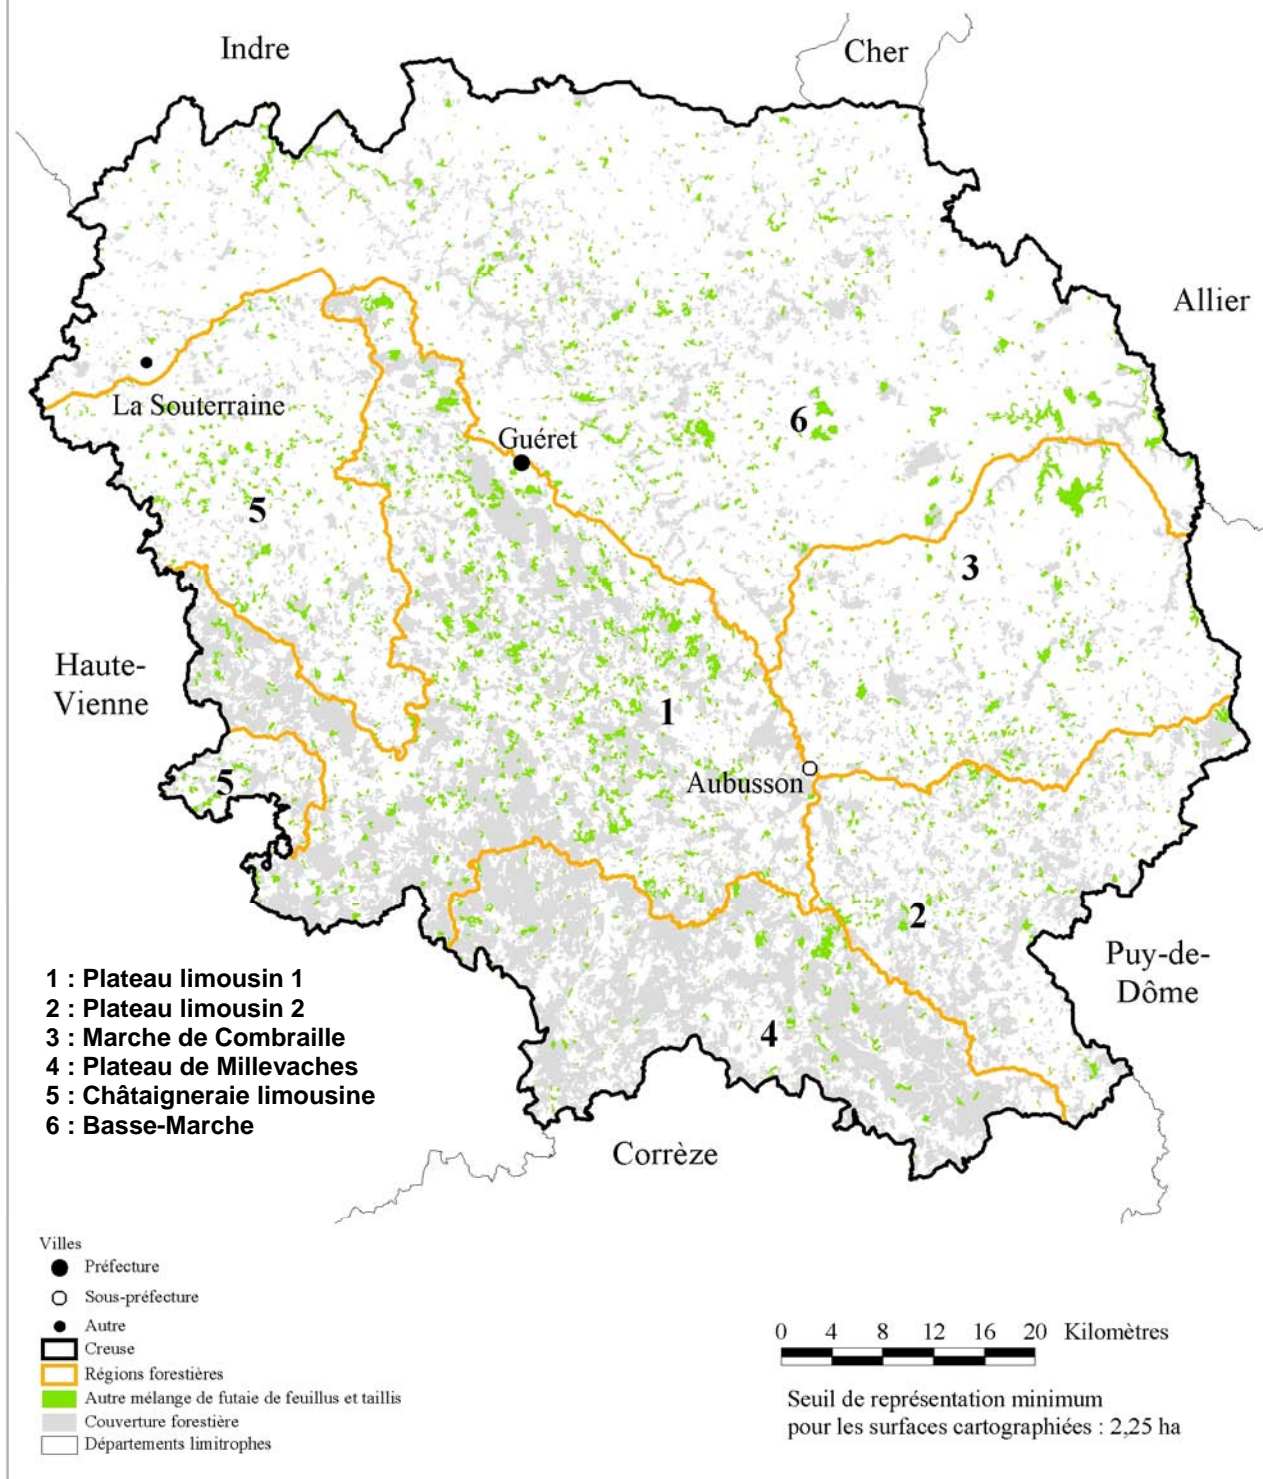 Indre
Cher
Allier
La Souterraine
6
Guéret
5
3
Haute-
Vienne
1
5
Aubusson
2
Puy-de-
Dôme
4
1 : Plateau limousin 1
2 : Plateau limousin 2
3 : Marche de Combraille
4 : Plateau de Millevaches
5 : Châtaigneraie limousine
6 : Basse-Marche
Corrèze
Villes
Préfecture
Sous-préfecture
Autre
Creuse
Régions forestières
Autre mélange de futaie de feuillus et taillis
Couverture forestière
Départements limitrophes
0 4 8 12 16 20 Kilomètres
Seuil de représentation minimum
pour les surfaces cartographiées : 2,25 ha